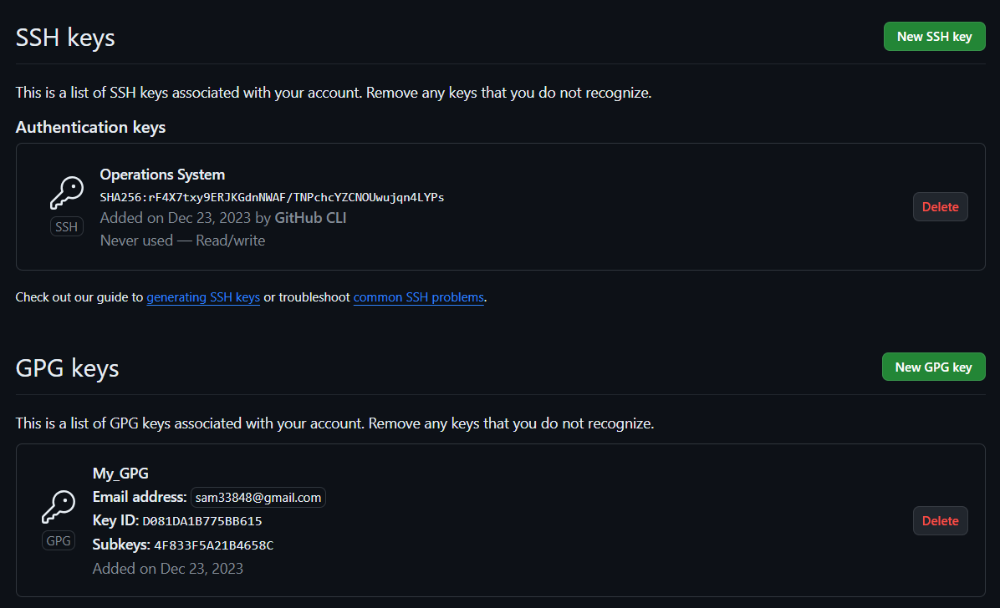 SSH keys
New SSH key
This is a list of SSH keys associated with your account. Remove any keys that you do not recognize.
Authentication keys
Operations System
SHA256:rF4X7txy9ERJKGdnNWAF/TNPchcYZCNOUwujqn4LYPs
Added on Dec 23, 2023 by GitHub CLI
Never used — Read/write
SSH
Delete
Check out our guide to generating SSH keys or troubleshoot common SSH problems.
GPG keys
New GPG key
This is a list of GPG keys associated with your account. Remove any keys that you do not recognize.
My_GPG
Email address: sam33848@gmail.com
Key ID: D081DA1B775BB615
Subkeys: 4F833F5A21B4658C
Added on Dec 23, 2023
GPG
Delete